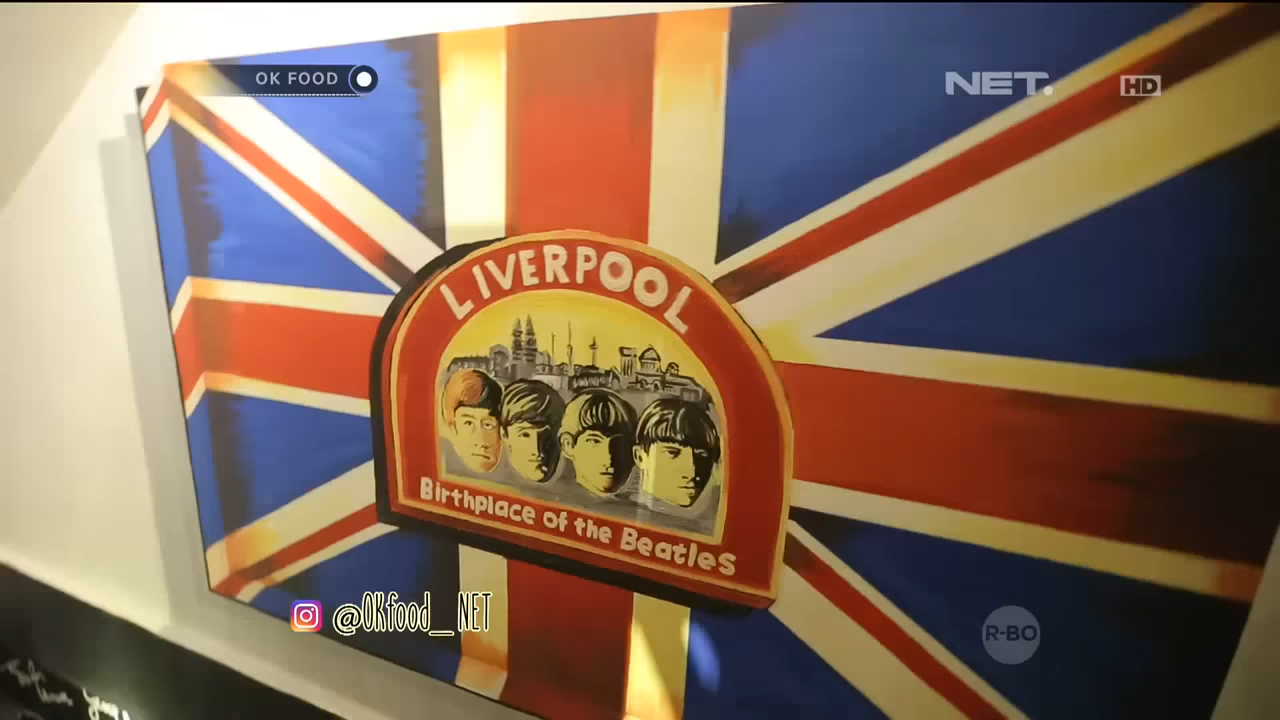 OK FOOD
NET.
HD
LIVERPOOL
Birthplace of the Beatles
@OKfood_NET
R-BO